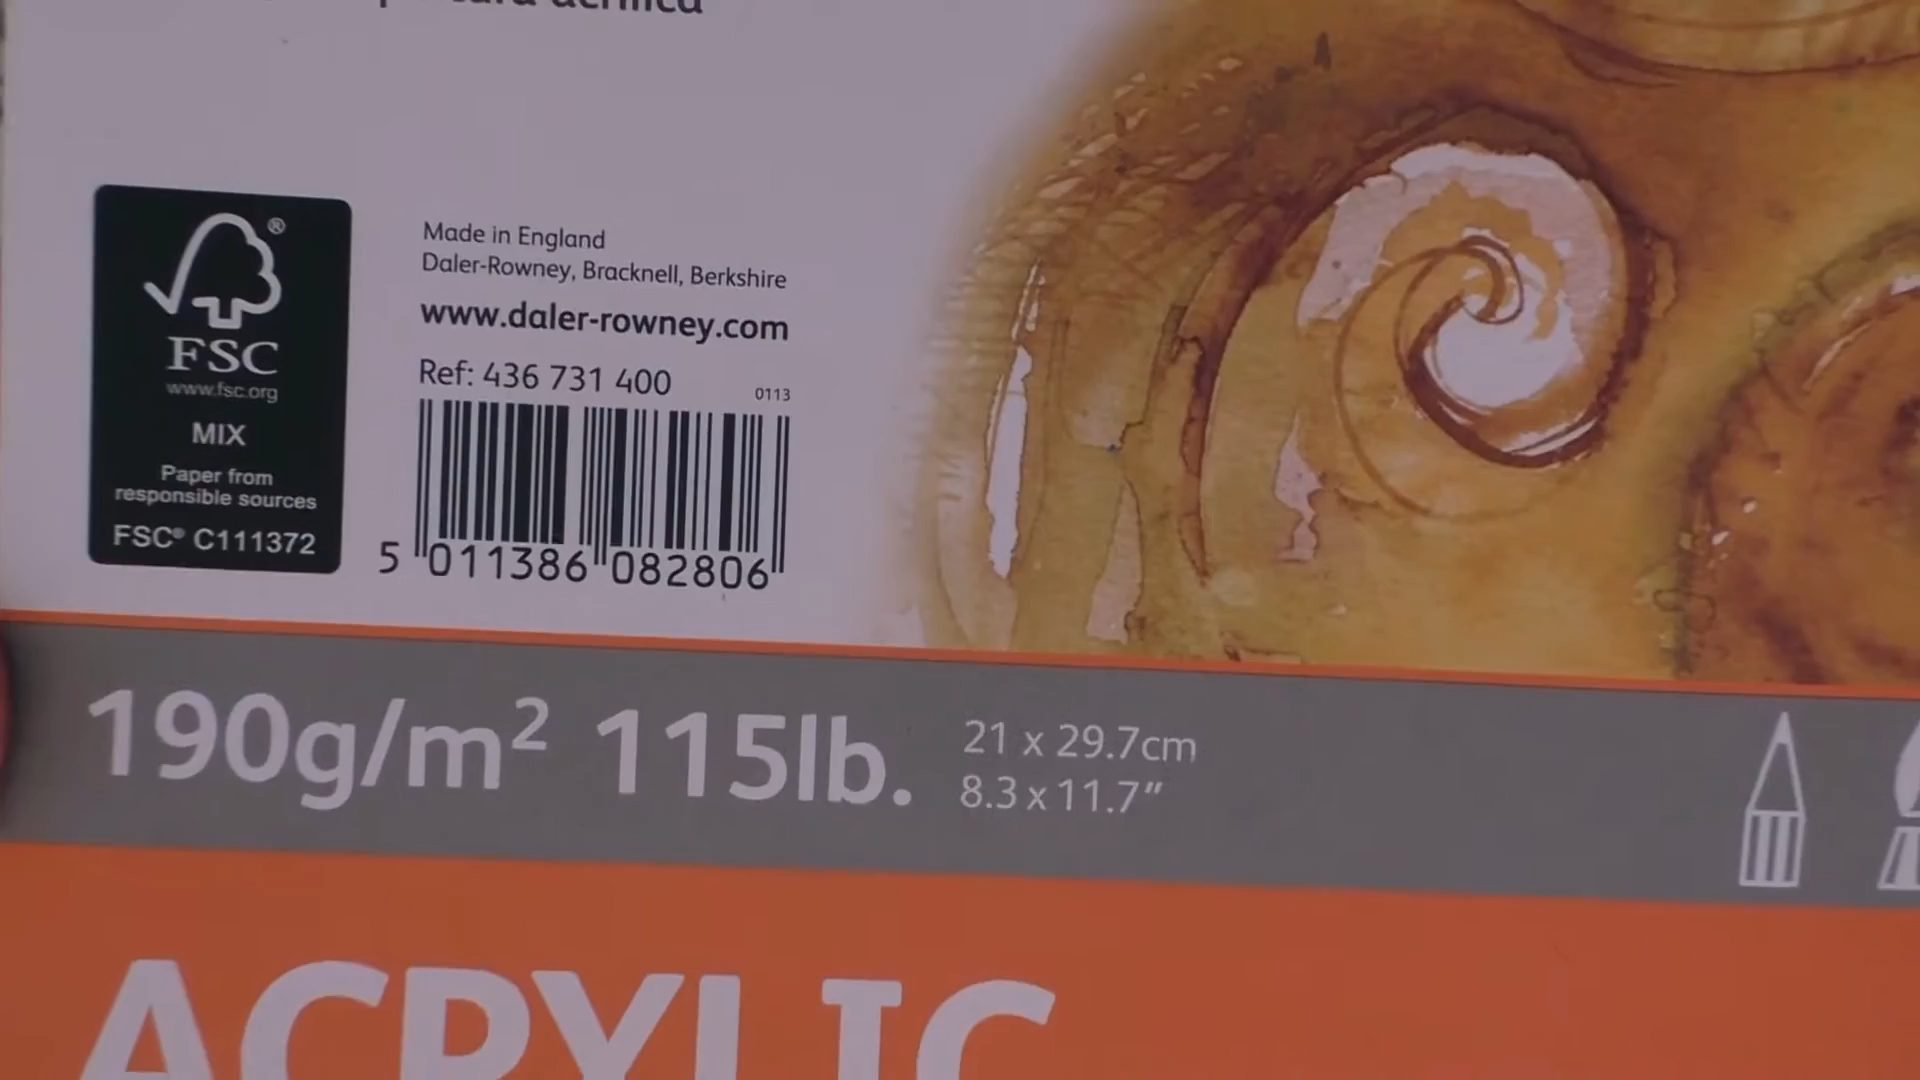 acrílica
®
FSC
www.fsc.org
MIX
Paper from
responsible sources
FSC® C111372
Made in England
Daler-Rowney, Bracknell, Berkshire
www.daler-rowney.com
Ref: 436 731 400
0113
5 011386 082806
190g/m² 115lb.
21 x 29.7cm
8.3 x 11.7”
ACRYLIC